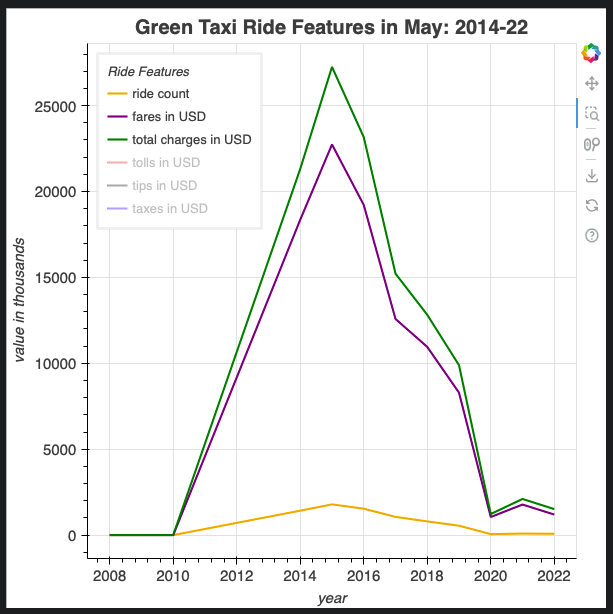 Green Taxi Ride Features in May: 2014-22
Ride Features
ride count
fares in USD
total charges in USD
tolls in USD
tips in USD
taxes in USD
value in thousands
25000
20000
15000
10000
5000
0
2008 2010 2012 2014 2016 2018 2020 2022
year